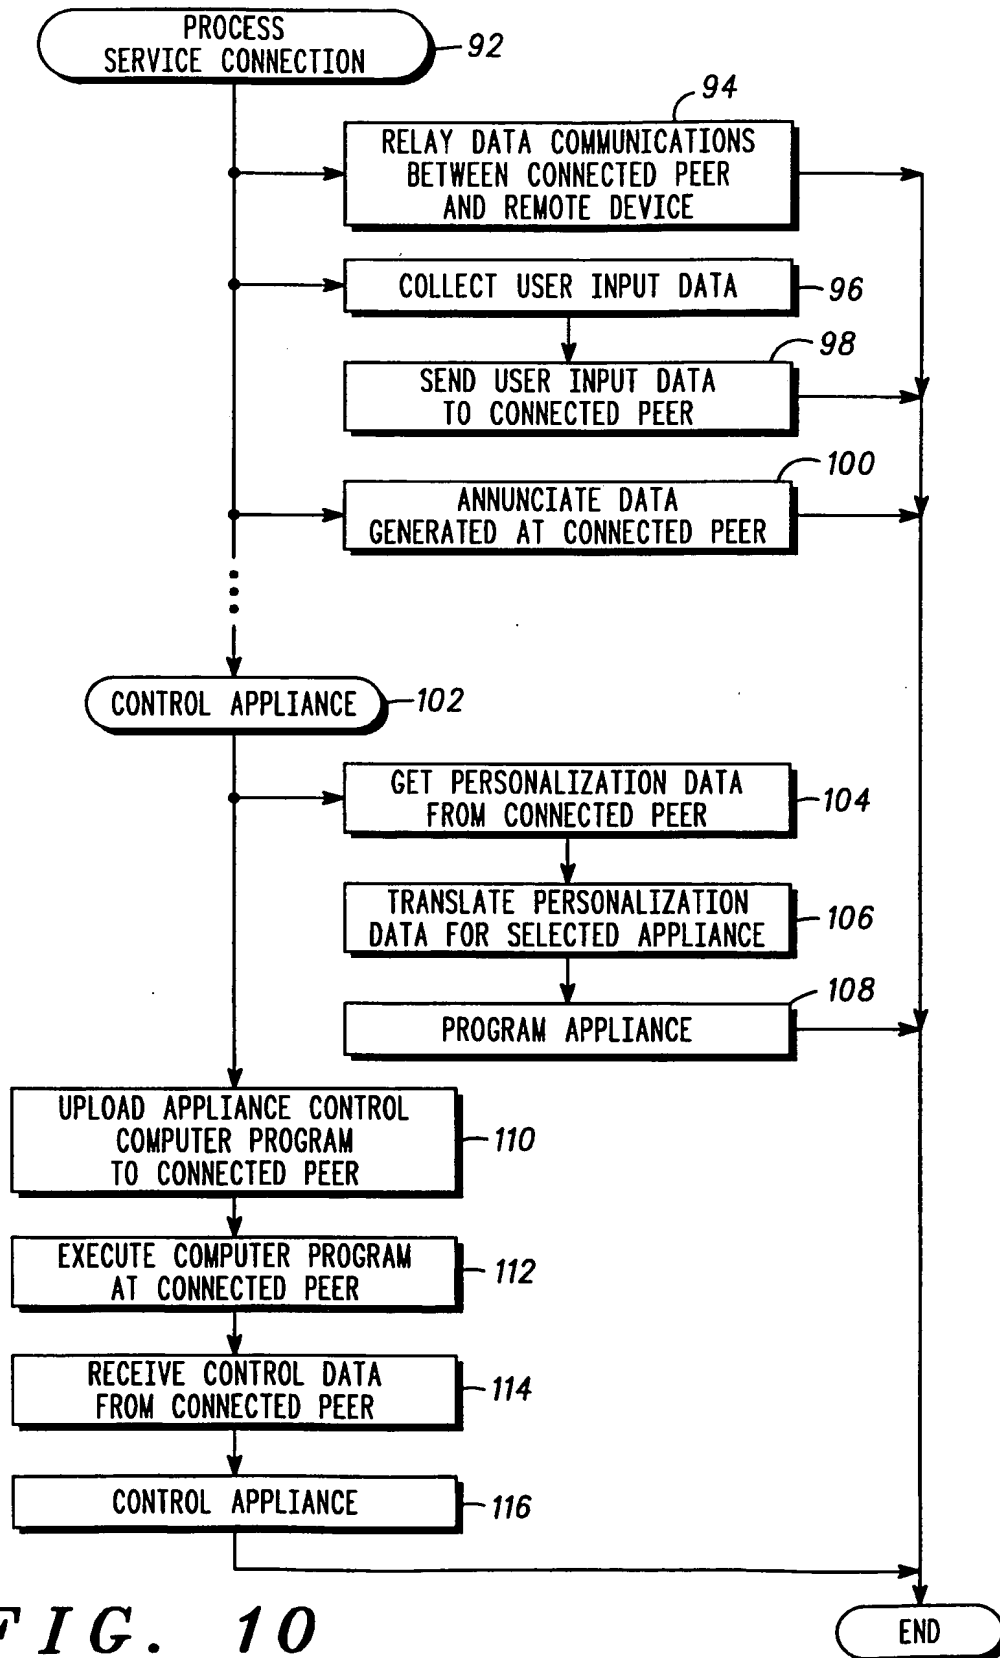 PROCESS
SERVICE CONNECTION
92
94
RELAY DATA COMMUNICATIONS
BETWEEN CONNECTED PEER
AND REMOTE DEVICE
COLLECT USER INPUT DATA
96
98
SEND USER INPUT DATA
TO CONNECTED PEER
100
ANNUNCIATE DATA
GENERATED AT CONNECTED PEER
CONTROL APPLIANCE
102
GET PERSONALIZATION DATA
FROM CONNECTED PEER
104
TRANSLATE PERSONALIZATION
DATA FOR SELECTED APPLIANCE
106
108
PROGRAM APPLIANCE
UPLOAD APPLIANCE CONTROL
COMPUTER PROGRAM
TO CONNECTED PEER
110
EXECUTE COMPUTER PROGRAM
AT CONNECTED PEER
112
RECEIVE CONTROL DATA
FROM CONNECTED PEER
114
CONTROL APPLIANCE
116
END
FIG. 10